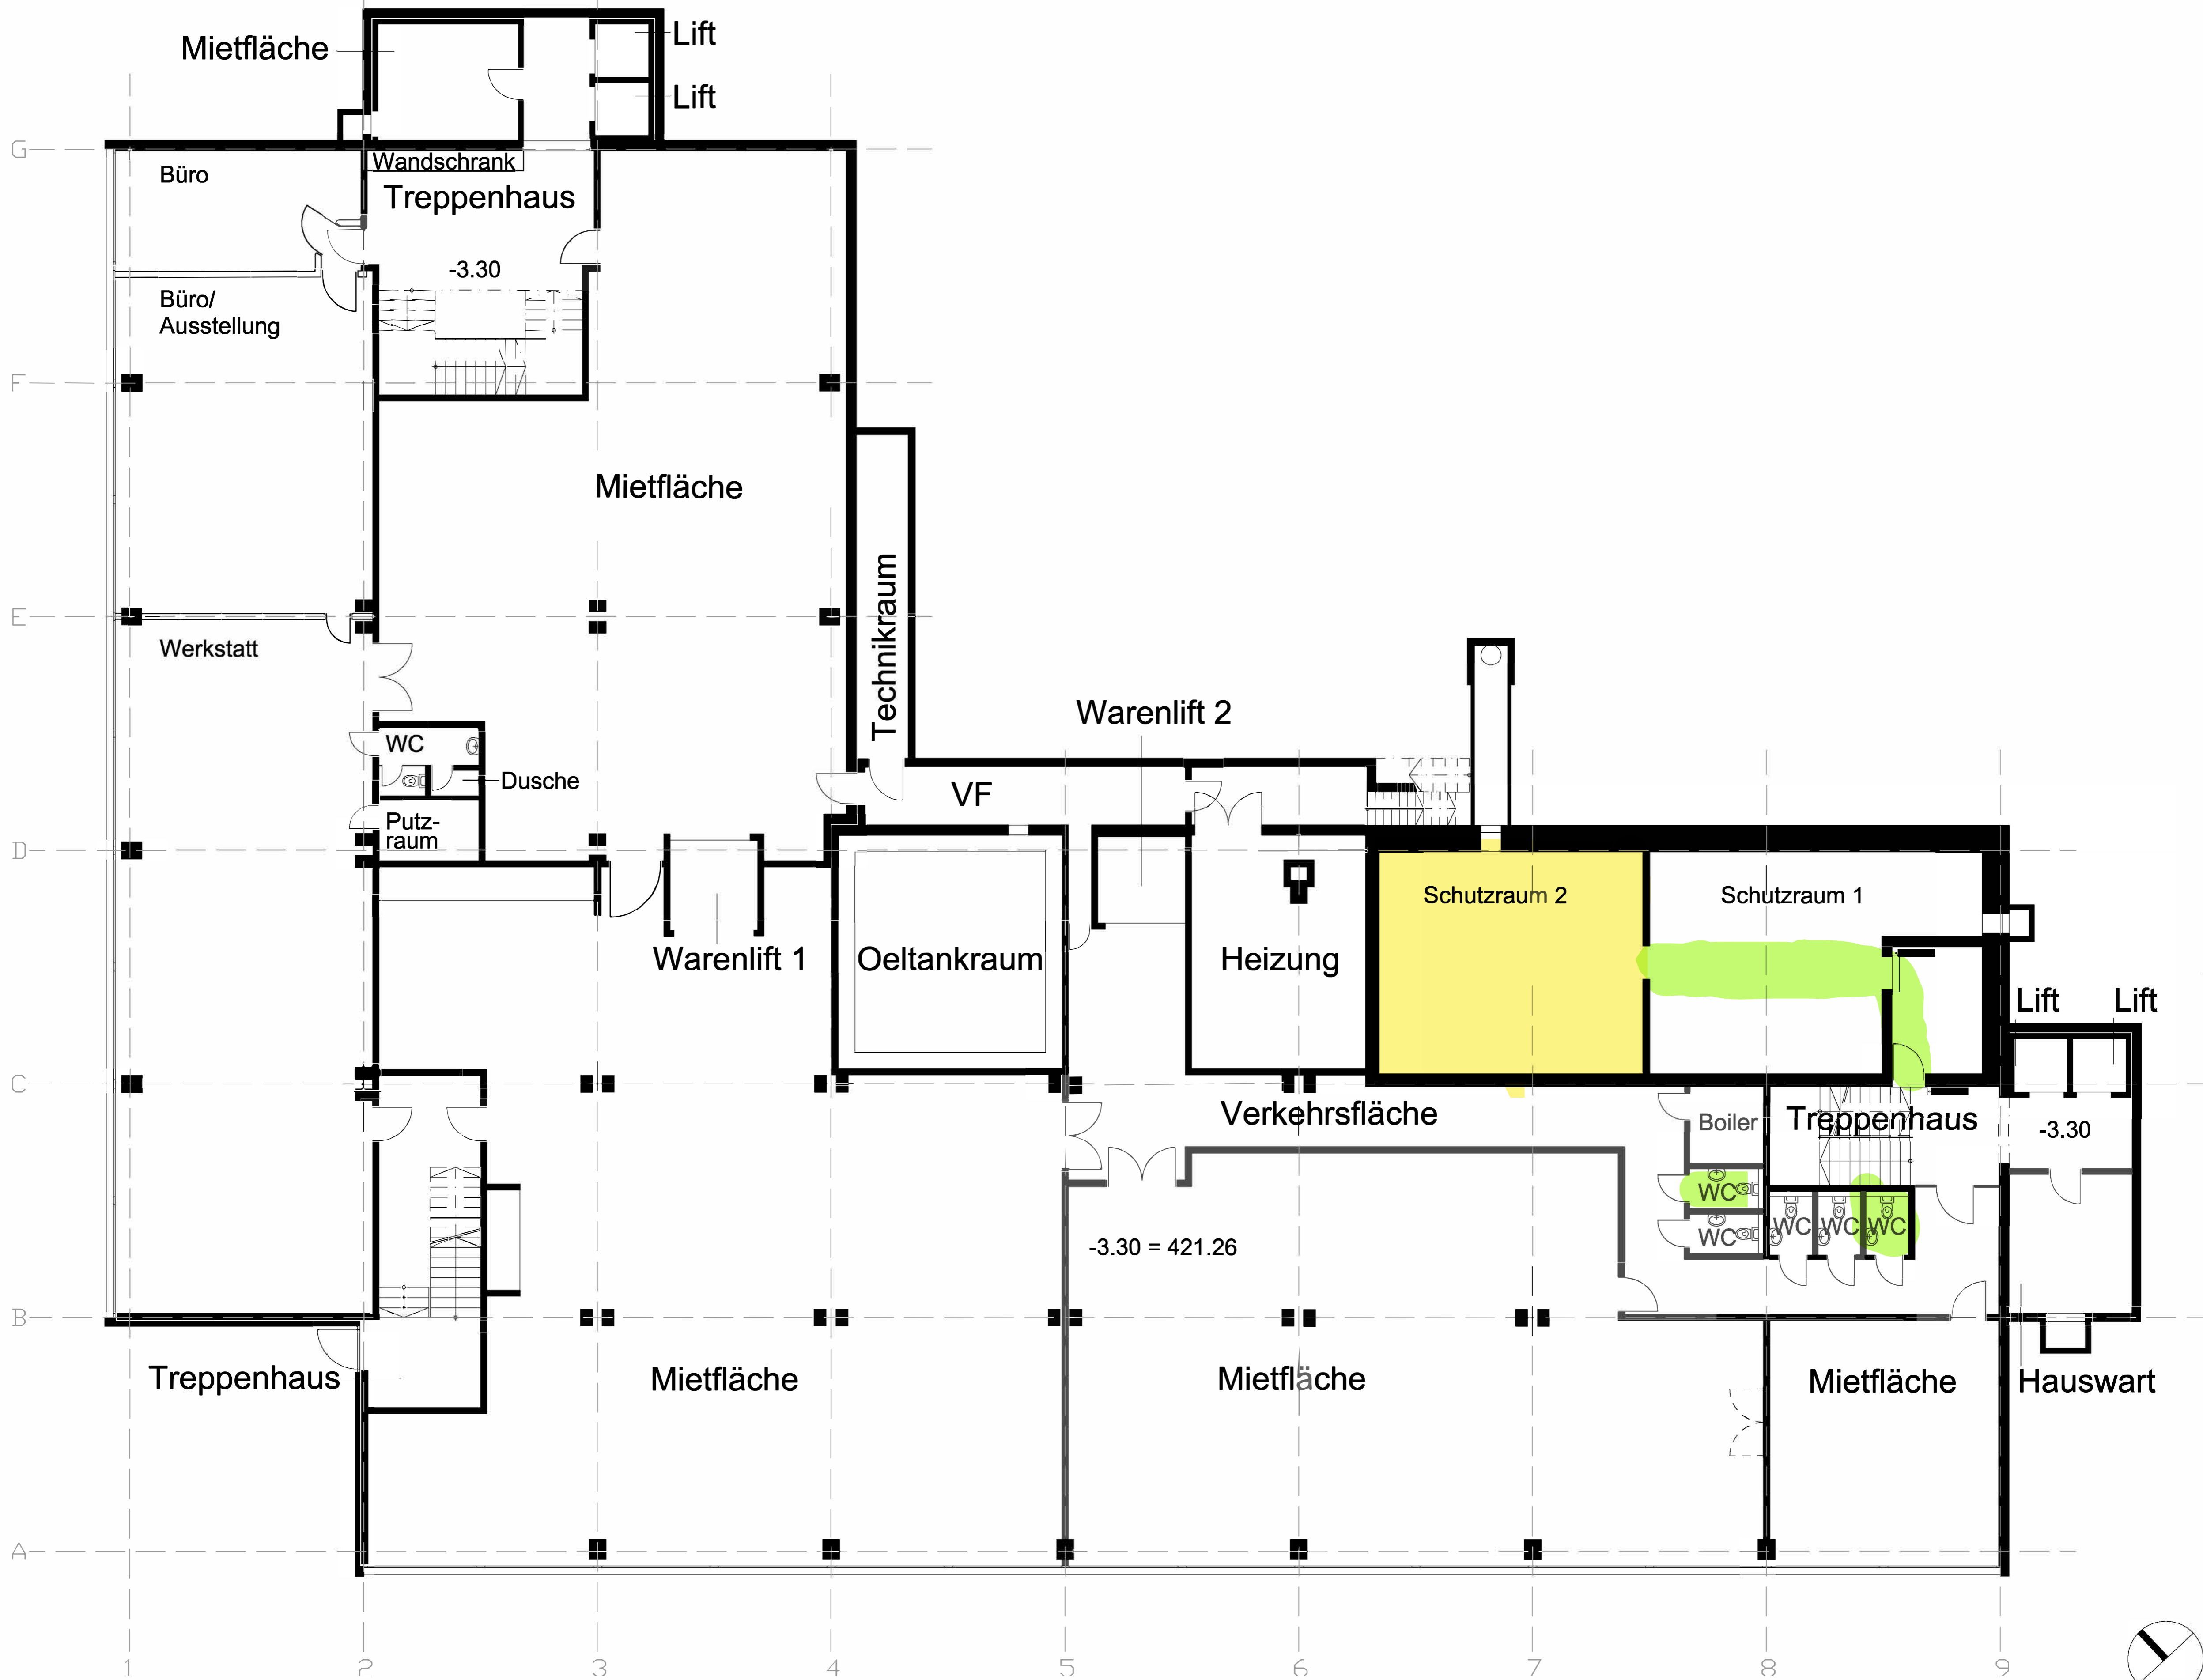 Mietfläche
Lift
Lift
G
Wandschrank
Büro
Treppenhaus
-3.30
Büro/
Ausstellung
F
Mietfläche
Technikraum
E
Werkstatt
Warenlift 2
WC
Dusche
VF
Putz-
raum
D
Schutzraum 2
Schutzraum 1
Warenlift 1
Oeltankraum
Heizung
Lift
Lift
C
Verkehrsfläche
Boiler
Treppenhaus
-3.30
WC
WC
WC
WC
WC
-3.30 = 421.26
B
Treppenhaus
Mietfläche
Mietfläche
Mietfläche
Hauswart
A
1
2
3
4
5
6
7
8
9